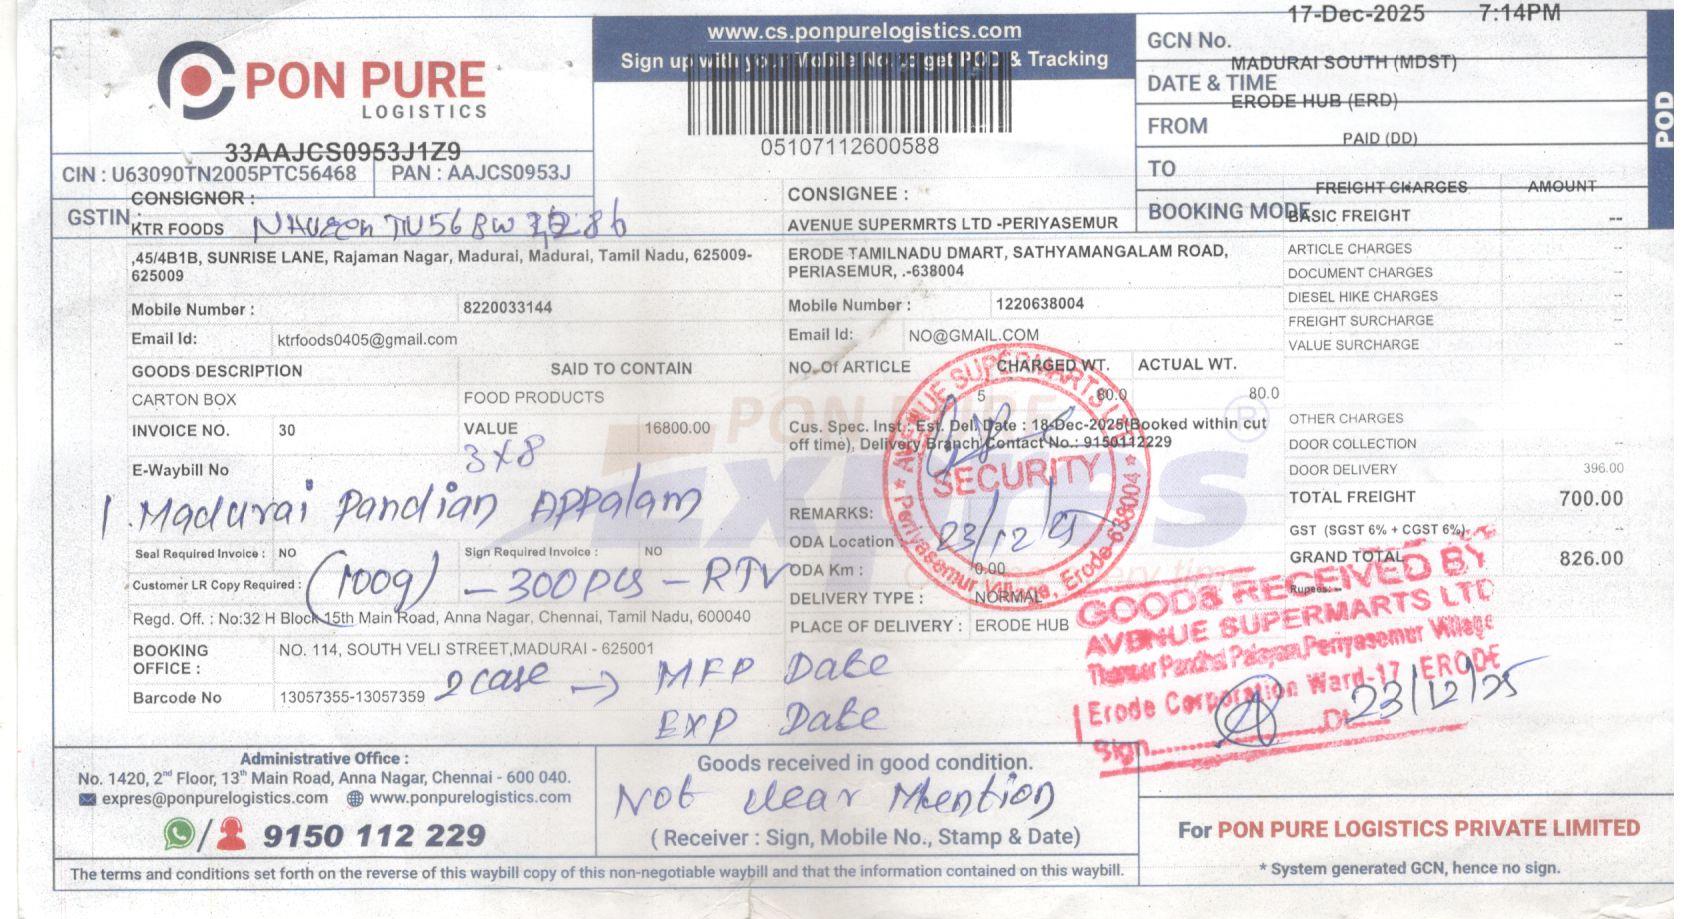 17-Dec-2025 7:14PM
www.cs.ponpurelogistics.com
Sign up with your Mobile No. to get POD & Tracking
GCN No.
MADURAI SOUTH (MDST)
DATE & TIME
ERODE HUB (ERD)
FROM
PAID (DD)
TO
POD
PON PURE
LOGISTICS
33AAJCS0953J1Z9
05107112600588
CIN : U63090TN2005PTC56468 PAN : AAJCS0953J
FREIGHT CHARGES AMOUNT
BOOKING MODE
GSTIN :
CONSIGNOR :
KTR FOODS
TN56BW
CONSIGNEE :
AVENUE SUPERMRTS LTD -PERIYASEMUR
BASIC FREIGHT --
,45/4B1B, SUNRISE LANE, Rajaman Nagar, Madurai, Madurai, Tamil Nadu, 625009-
625009
ERODE TAMILNADU DMART, SATHYAMANGALAM ROAD,
PERIASEMUR, .-638004
ARTICLE CHARGES --
DOCUMENT CHARGES --
DIESEL HIKE CHARGES --
FREIGHT SURCHARGE --
VALUE SURCHARGE --
Mobile Number : 8220033144
Mobile Number : 1220638004
Email Id: ktrfoods0405@gmail.com
Email Id: NO@GMAIL.COM
GOODS DESCRIPTION SAID TO CONTAIN
NO. Of ARTICLE CHARGED WT. ACTUAL WT.
CARTON BOX FOOD PRODUCTS
5 80.0 80.0
INVOICE NO. 30 VALUE 16800.00
Cus. Spec. Inst : Est. Del. Date : 18-Dec-2025(Booked within cut
off time), Delivery Branch Contact No.: 9150112229
OTHER CHARGES
DOOR COLLECTION --
DOOR DELIVERY 396.00
TOTAL FREIGHT 700.00
GST (SGST 6% + CGST 6%) --
GRAND TOTAL 826.00
Rupees:--
3x8
E-Waybill No
1. Madurai Pandian Appalam
PON PURE
Expres
®
REMARKS:
ODA Location :
ODA Km : 0.00
DELIVERY TYPE : NORMAL
PLACE OF DELIVERY : ERODE HUB
Seal Required Invoice : NO Sign Required Invoice : NO
Customer LR Copy Required :
(100g) - 300 pcs - RTV
Regd. Off. : No:32 H Block 15th Main Road, Anna Nagar, Chennai, Tamil Nadu, 600040
BOOKING
OFFICE :
NO. 114, SOUTH VELI STREET,MADURAI - 625001
Barcode No 13057355-13057359
2 case → MFP Date
EXP Date
AVENUE SUPERMARTS LTD
SECURITY
23/12/25
Erode-638004
GOODS RECEIVED BY
AVENUE SUPERMARTS LTD
Periyasemur Village
Erode Corporation Ward-17, ERODE
Sign Dt. 23/12/25
Administrative Office :
No. 1420, 2nd Floor, 13th Main Road, Anna Nagar, Chennai - 600 040.
expres@ponpurelogistics.com www.ponpurelogistics.com
/ 9150 112 229
Goods received in good condition.
Not clear Mention
( Receiver : Sign, Mobile No., Stamp & Date)
For PON PURE LOGISTICS PRIVATE LIMITED
* System generated GCN, hence no sign.
The terms and conditions set forth on the reverse of this waybill copy of this non-negotiable waybill and that the information contained on this waybill.